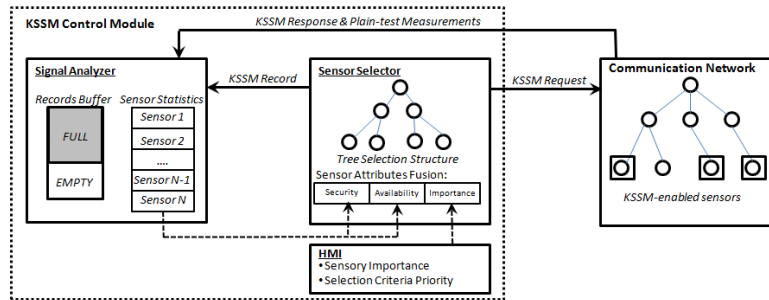 KSSM Control Module
KSSM Response & Plain-test Measurements
Signal Analyzer
Records Buffer
FULL
EMPTY
Sensor Statistics
Sensor 1
Sensor 2
....
Sensor N-1
Sensor N
KSSM Record
Sensor Selector
Tree Selection Structure
Sensor Attributes Fusion:
Security
Availability
Importance
KSSM Request
Communication Network
KSSM-enabled sensors
HMI
•Sensory Importance
•Selection Criteria Priority